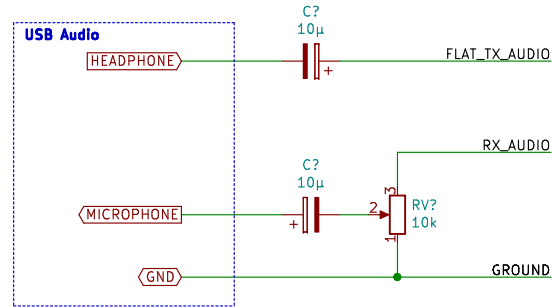 C?
10µ
USB Audio
HEADPHONE
+
FLAT_TX_AUDIO
RX_AUDIO
C?
10µ
MICROPHONE
+
2
3
1
RV?
10k
GND
GROUND